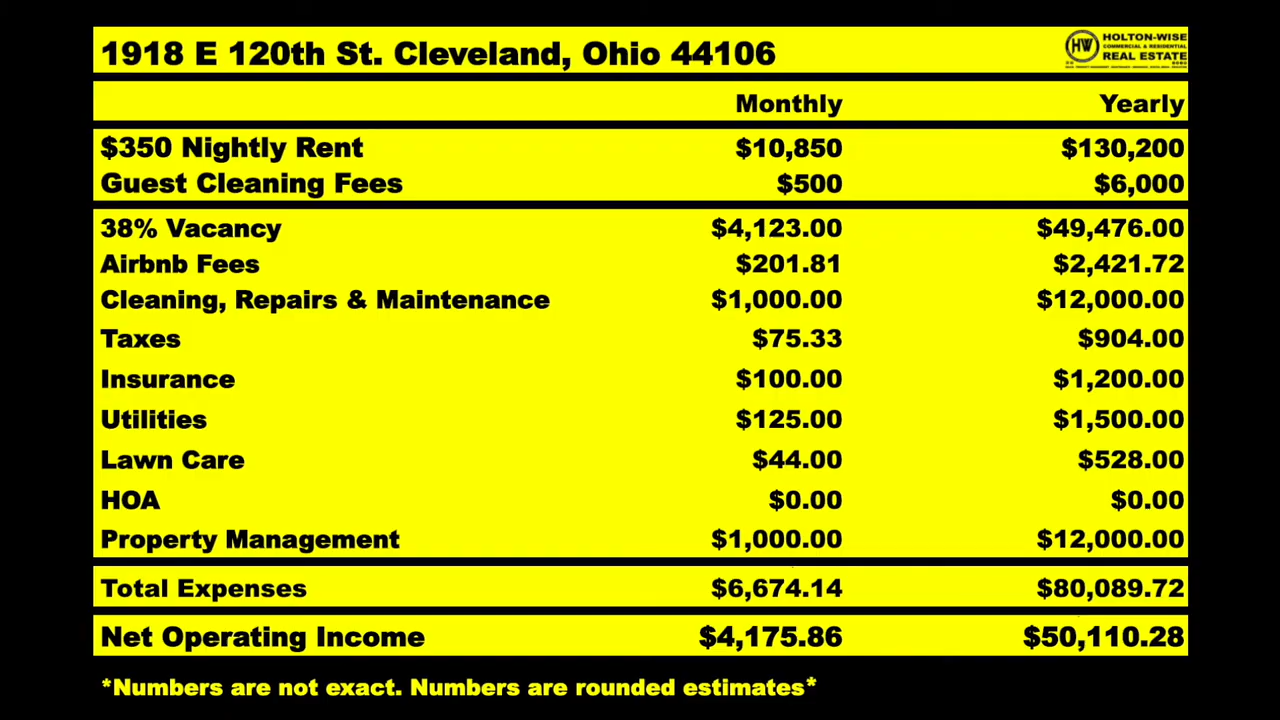 1918 E 120th St. Cleveland, Ohio 44106
HW
HOLTON-WISE
COMMERCIAL & RESIDENTIAL
REAL ESTATE
Monthly Yearly
$350 Nightly Rent $10,850 $130,200
Guest Cleaning Fees $500 $6,000
38% Vacancy $4,123.00 $49,476.00
Airbnb Fees $201.81 $2,421.72
Cleaning, Repairs & Maintenance $1,000.00 $12,000.00
Taxes $75.33 $904.00
Insurance $100.00 $1,200.00
Utilities $125.00 $1,500.00
Lawn Care $44.00 $528.00
HOA $0.00 $0.00
Property Management $1,000.00 $12,000.00
Total Expenses $6,674.14 $80,089.72
Net Operating Income $4,175.86 $50,110.28
*Numbers are not exact. Numbers are rounded estimates*